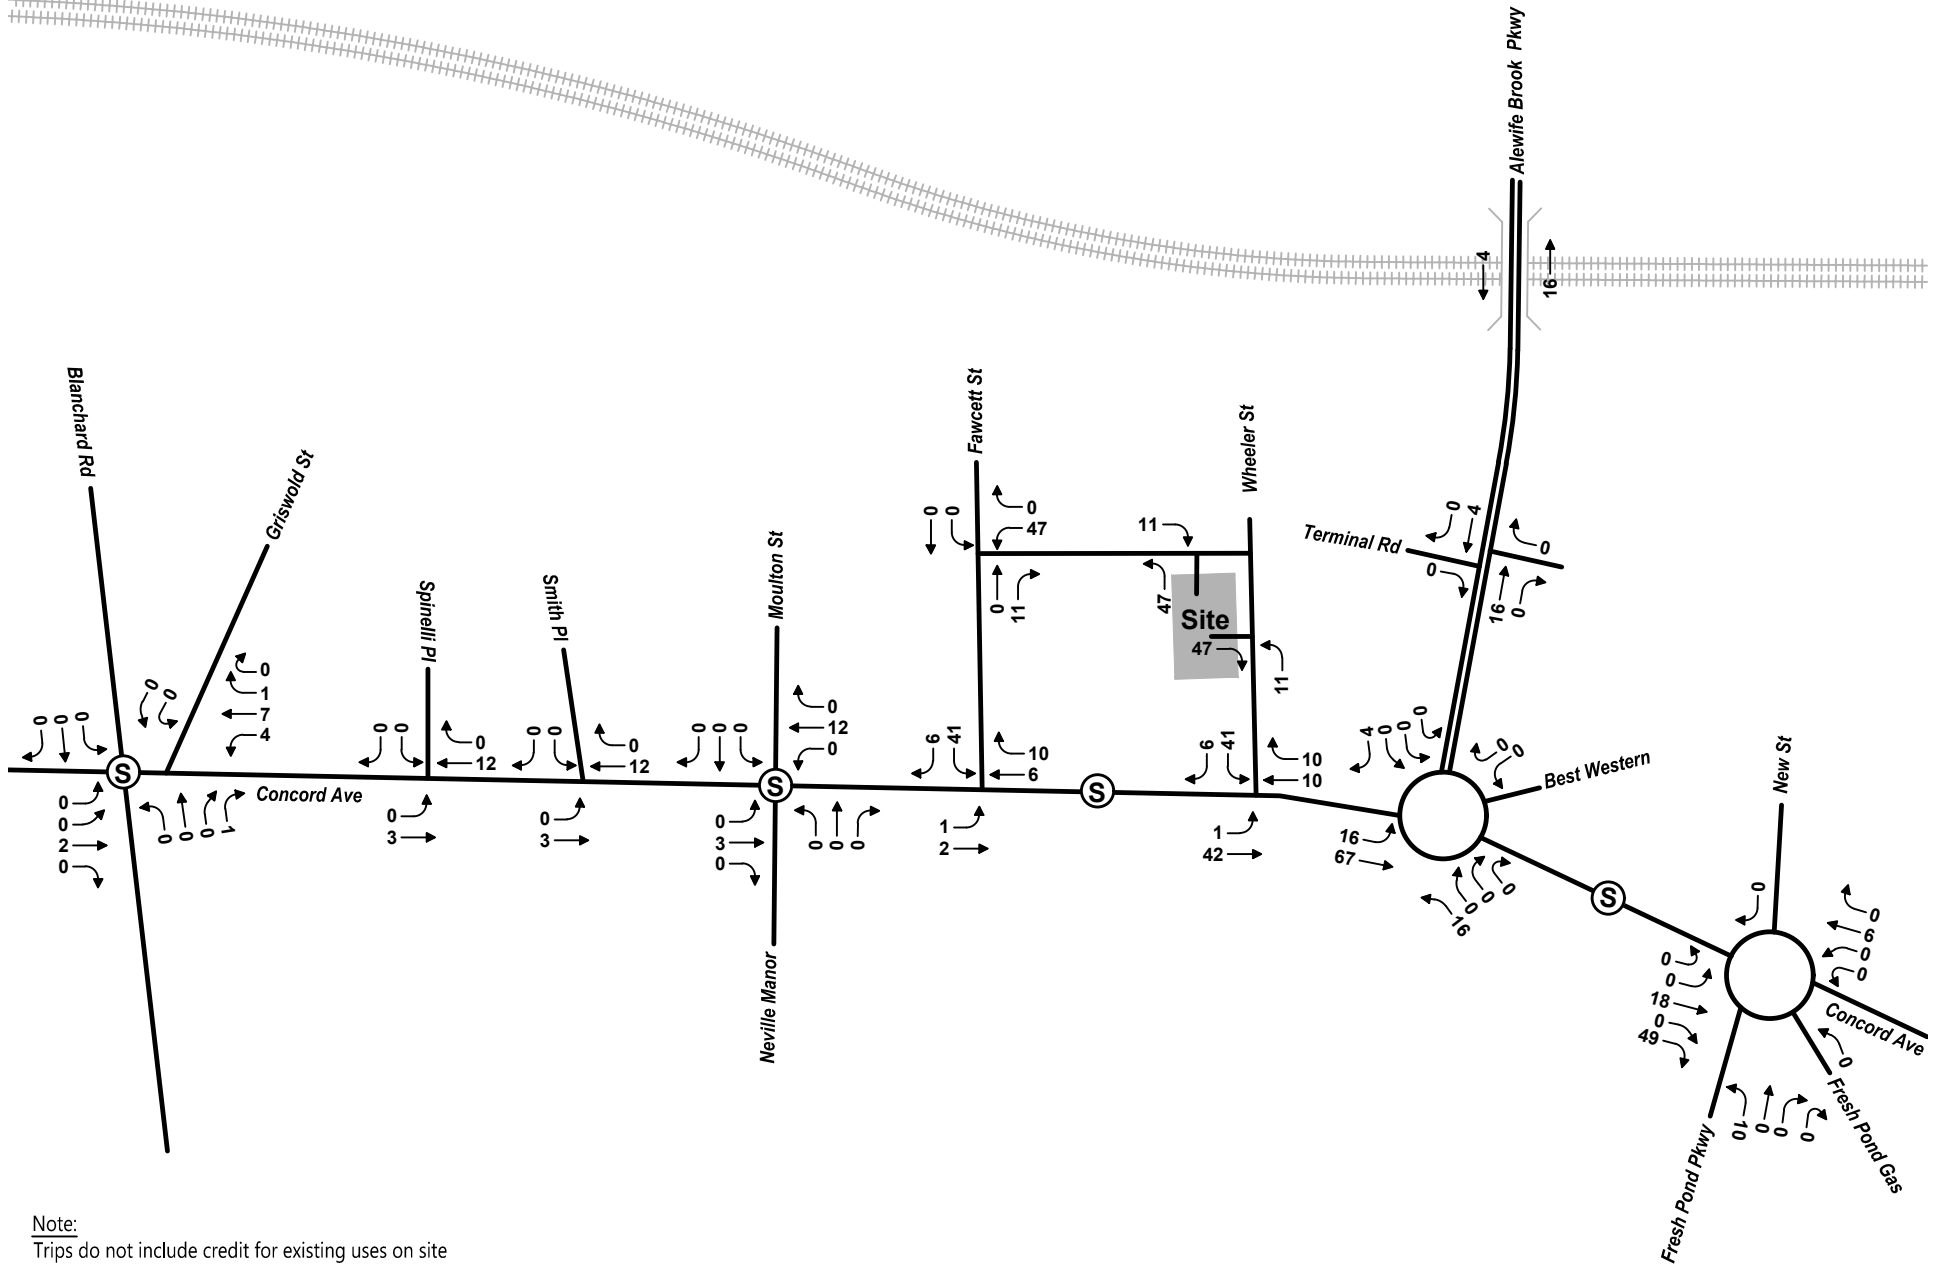 Alewife Brook Pkwy
4
16
Blanchard Rd
Griswold St
Spinelli Pl
Smith Pl
Moulton St
Fawcett St
Wheeler St
Terminal Rd
0 0
0
47
11
0 11
47
Site
47
11
0 4
0
0
16 0
0 0 0
0 0
0
1
7
4
S
0
0
2
0
0 0 0 1
Concord Ave
0 0
0
12
0
3
0 0
0
12
0
3
0 0 0
0
12
0
S
0
3
0
0 0 0
Neville Manor
6 41
10
6
1
2
S
6 41
10
10
1
42
4 0 0 0
0 0
Best Western
16
67
16 0 0 0
S
New St
0
0
6
0
0
0
0
18
0
49
Concord Ave
0
Fresh Pond Gas
10 0 0 0
Fresh Pond Pkwy
Note:
Trips do not include credit for existing uses on site